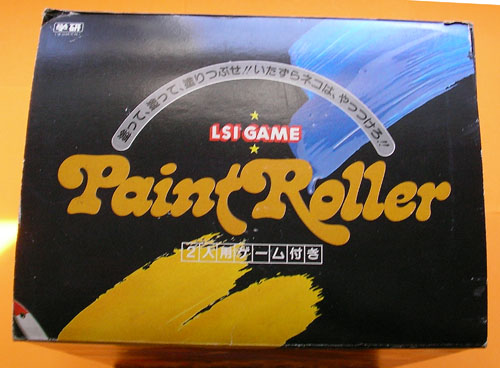 学研
塗って、塗って、塗りつぶせ!!いたずらネコは、やっつけろ!!
LSI GAME
Paint Roller
2人用ゲーム付き